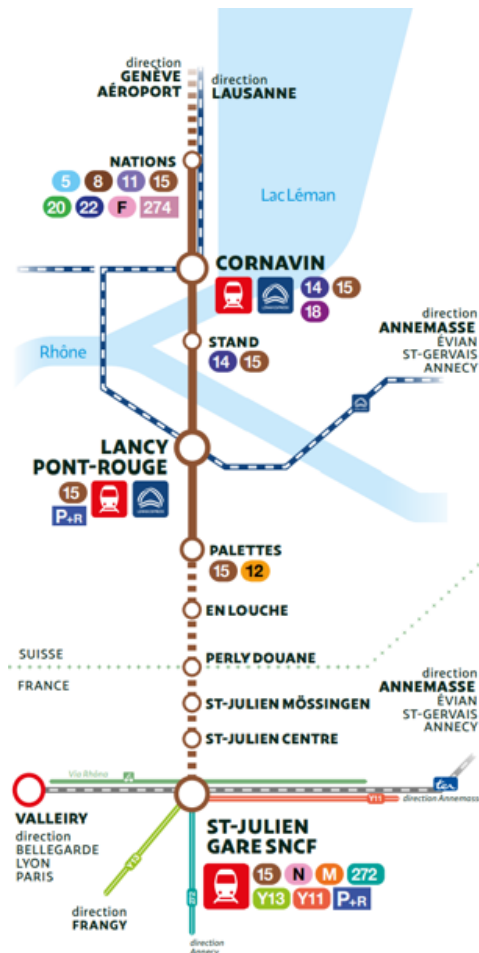 direction
GENÈVE
AÉROPORT
direction
LAUSANNE
NATIONS
5 8 11 15
20 22 F 274
Lac Léman
CORNAVIN
14 15
18
STAND
14 15
Rhône
direction
ANNEMASSE
ÉVIAN
ST-GERVAIS
ANNECY
LANCY
PONT-ROUGE
15
P+R
PALETTES
15 12
EN LOUCHE
SUISSE
PERLY DOUANE
FRANCE
direction
ANNEMASSE
ÉVIAN
ST-GERVAIS
ANNECY
ST-JULIEN MÖSSINGEN
ST-JULIEN CENTRE
Via Rhôna
ter
Y11
direction Annemass
VALLEIRY
direction
BELLEGARDE
LYON
PARIS
ST-JULIEN
GARE SNCF
15 N M 272
Y13 Y11 P+R
Y13
272
direction
FRANGY
direction
Annecy